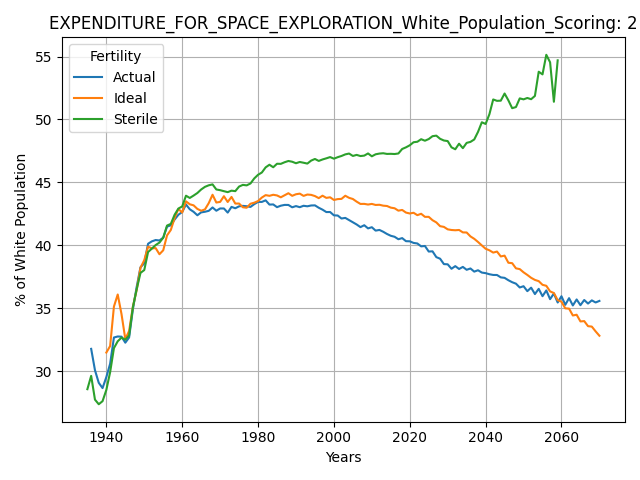 EXPENDITURE_FOR_SPACE_EXPLORATION_White_Population_Scoring: 2
Fertility
Actual
Ideal
Sterile
% of White Population
55
50
45
40
35
30
1940
1960
1980
2000
2020
2040
2060
Years